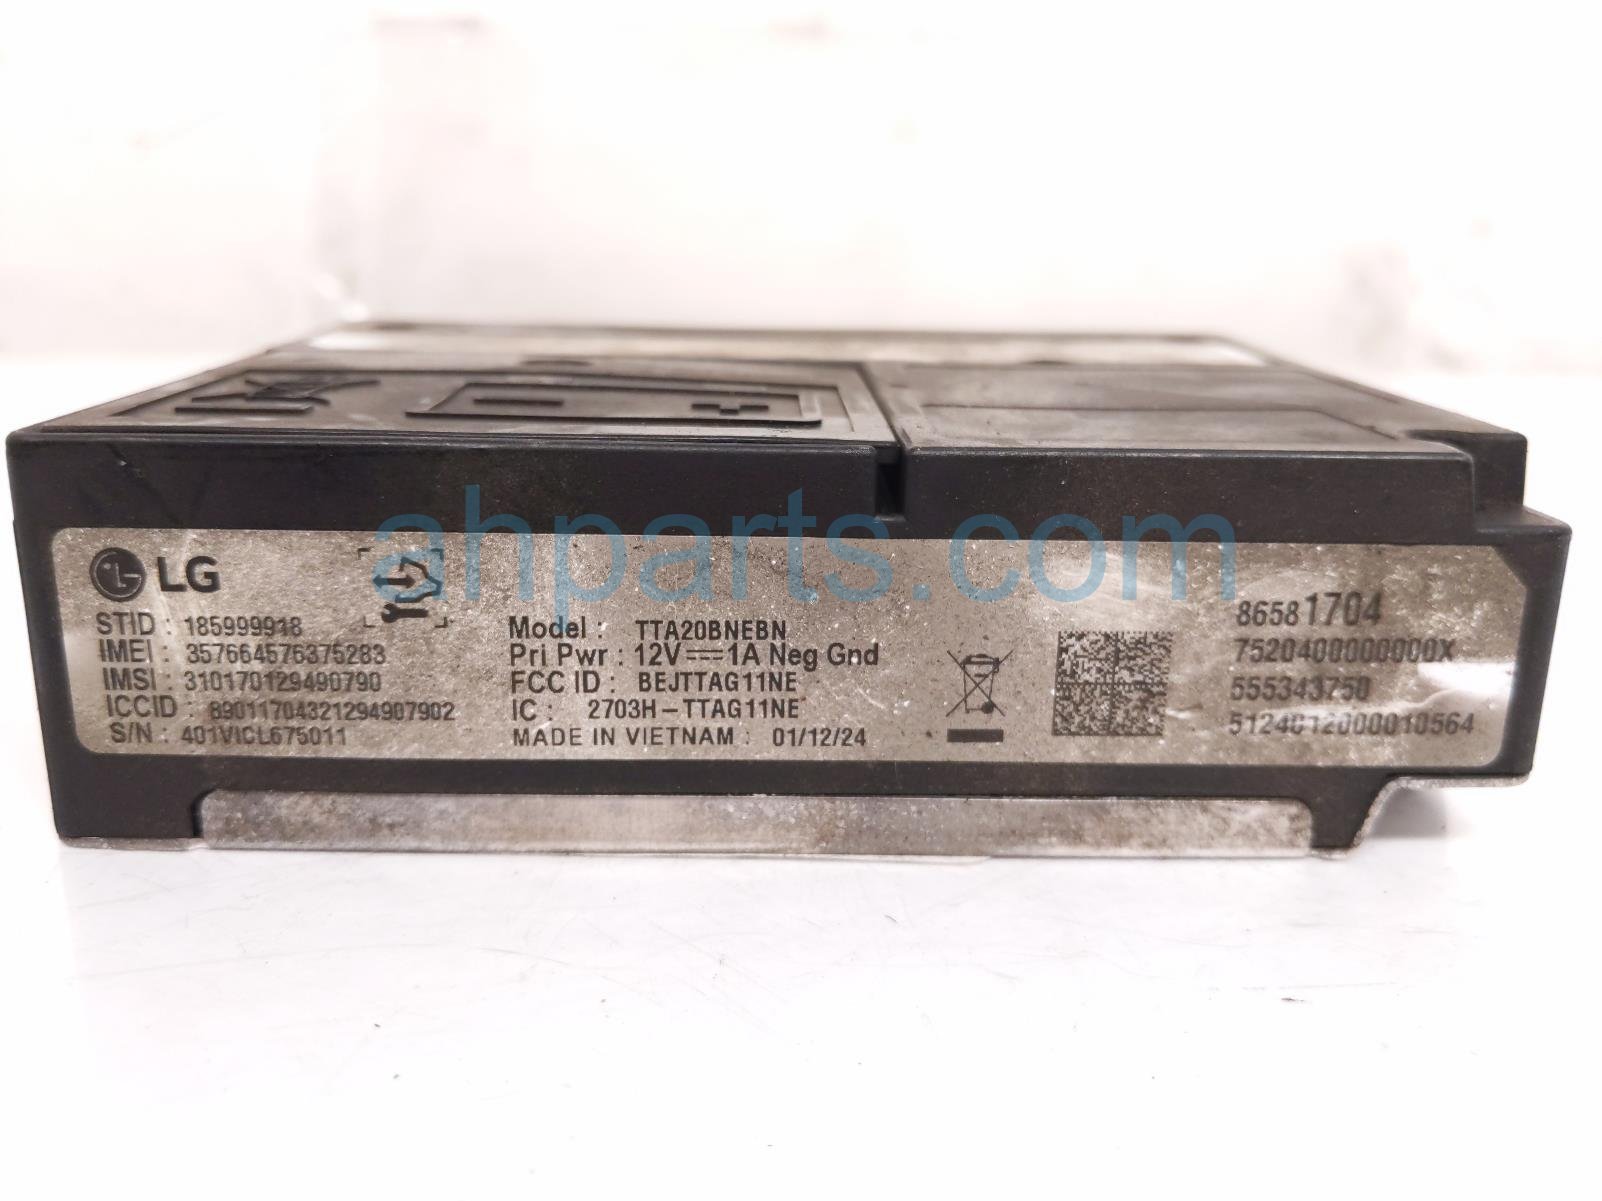 ahparts.com
LG
STID : 185999918
IMEI : 357664576375283
IMSI : 310170129490790
ICCID : 89011704321294907902
S/N : 401VICL675011
Model : TTA20BNEBN
Pri Pwr : 12V⎓1A Neg Gnd
FCC ID : BEJTTAG11NE
IC : 2703H-TTAG11NE
MADE IN VIETNAM : 01/12/24
86581704
7520400000000X
555343750